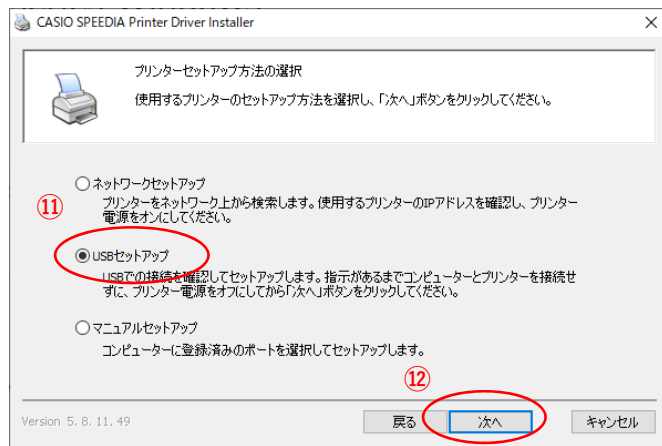 CASIO SPEEDIA Printer Driver Installer
プリンターセットアップ方法の選択
使用するプリンターのセットアップ方法を選択し、「次へ」ボタンをクリックしてください。
ネットワークセットアップ
⑪
プリンターをネットワーク上から検索します。使用するプリンターのIPアドレスを確認し、プリンター
電源をオンにしてください。
USBセットアップ
USBでの接続を確認してセットアップします。指示があるまでコンピューターとプリンターを接続せ
ずに、プリンター電源をオフにしてから「次へ」ボタンをクリックしてください。
マニュアルセットアップ
コンピューターに登録済みのポートを選択してセットアップします。
⑫
Version 5. 8. 11. 49
戻る 次へ キャンセル